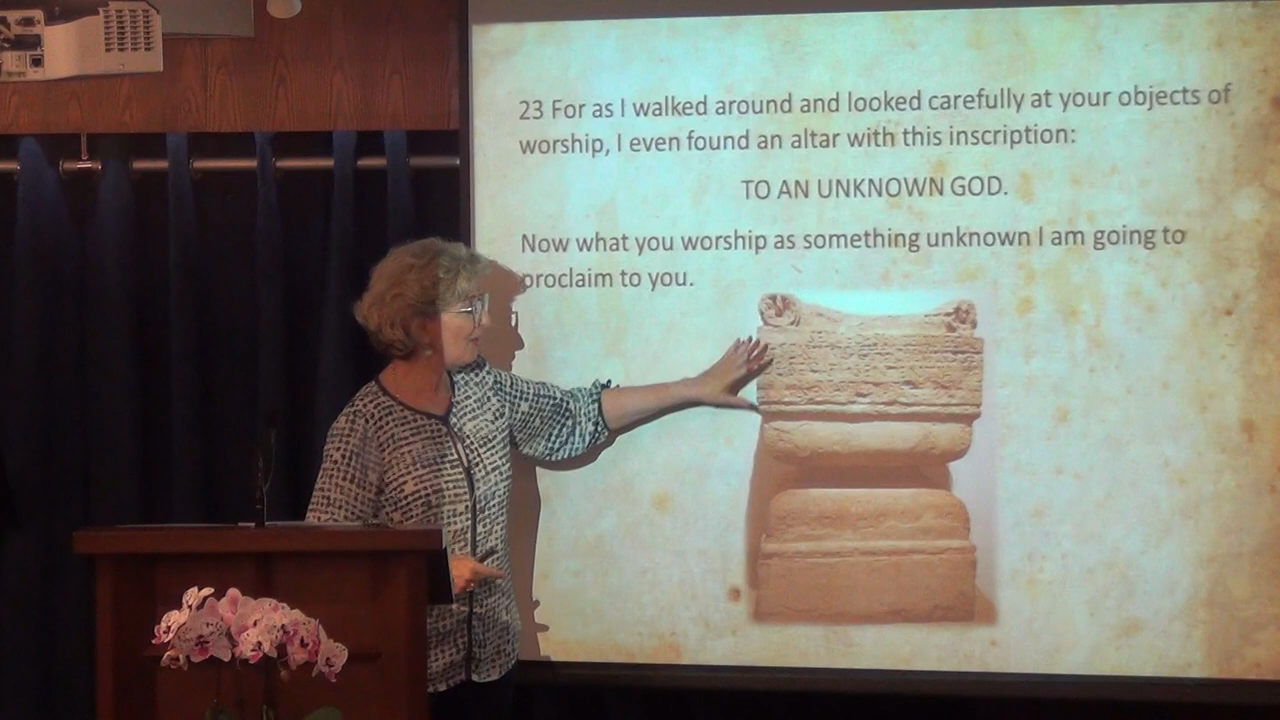 23 For as I walked around and looked carefully at your objects of
worship, I even found an altar with this inscription:
TO AN UNKNOWN GOD.
Now what you worship as something unknown I am going to
proclaim to you.